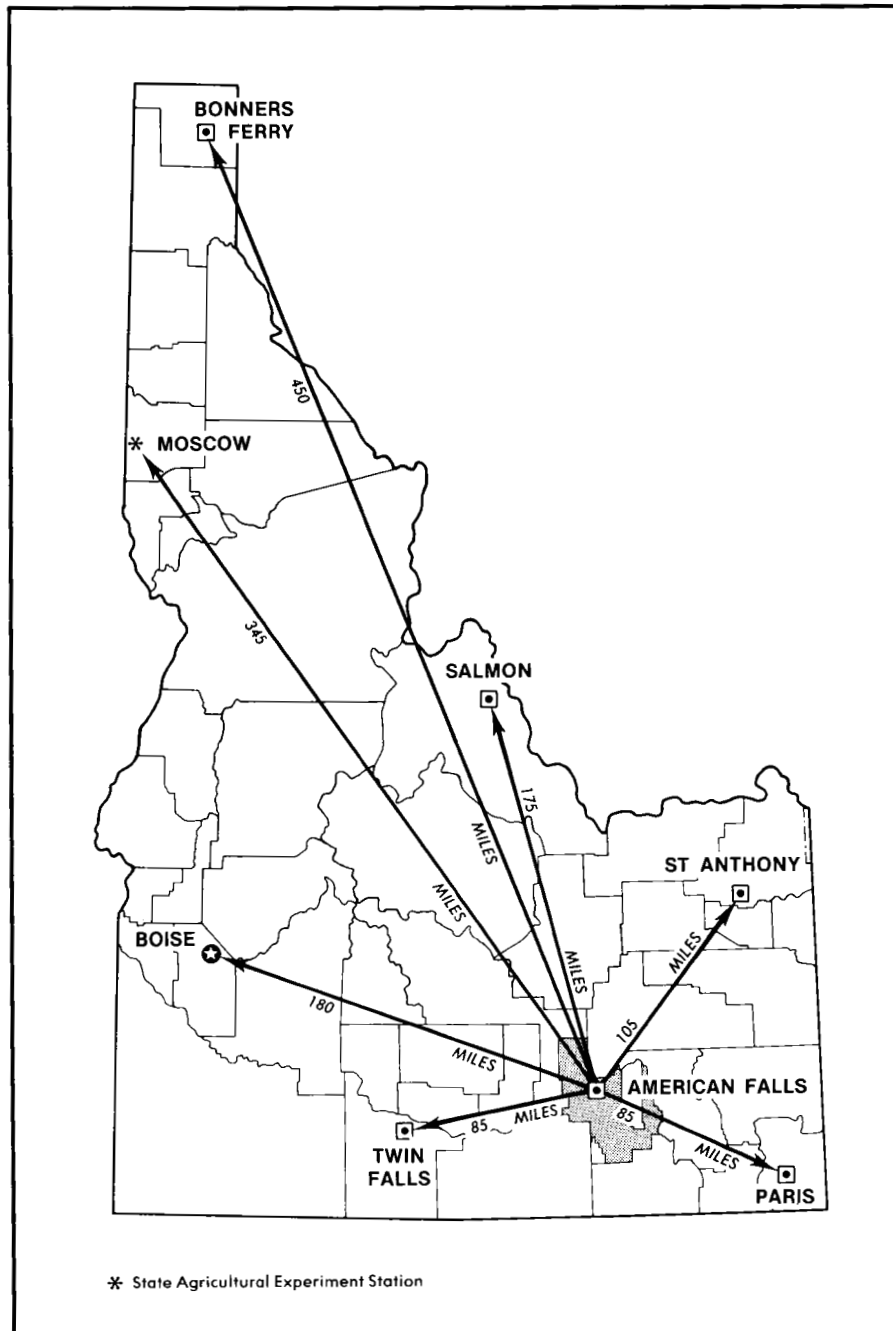 BONNERS
FERRY
450
MOSCOW
345
SALMON
175
MILES
ST ANTHONY
MILES
BOISE
MILES
MILES
105
180
MILES
AMERICAN FALLS
MILES
85
85
TWIN
FALLS
MILES
PARIS
* State Agricultural Experiment Station